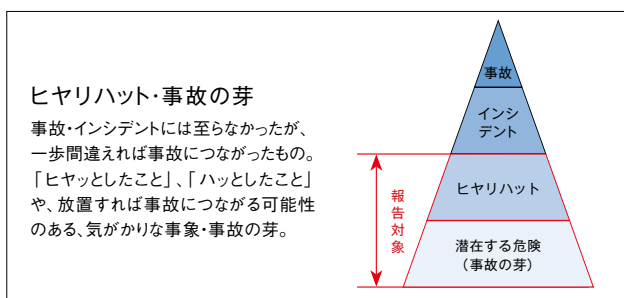 ヒヤリハット・事故の芽
事故・インシデントには至らなかったが、
一歩間違えれば事故につながったもの。
「ヒヤッとしたこと」、「ハッとしたこと」
や、放置すれば事故につながる可能性
のある、気がかりな事象・事故の芽。
事故
インシ
デント
ヒヤリハット
潜在する危険
（事故の芽）
報告対象